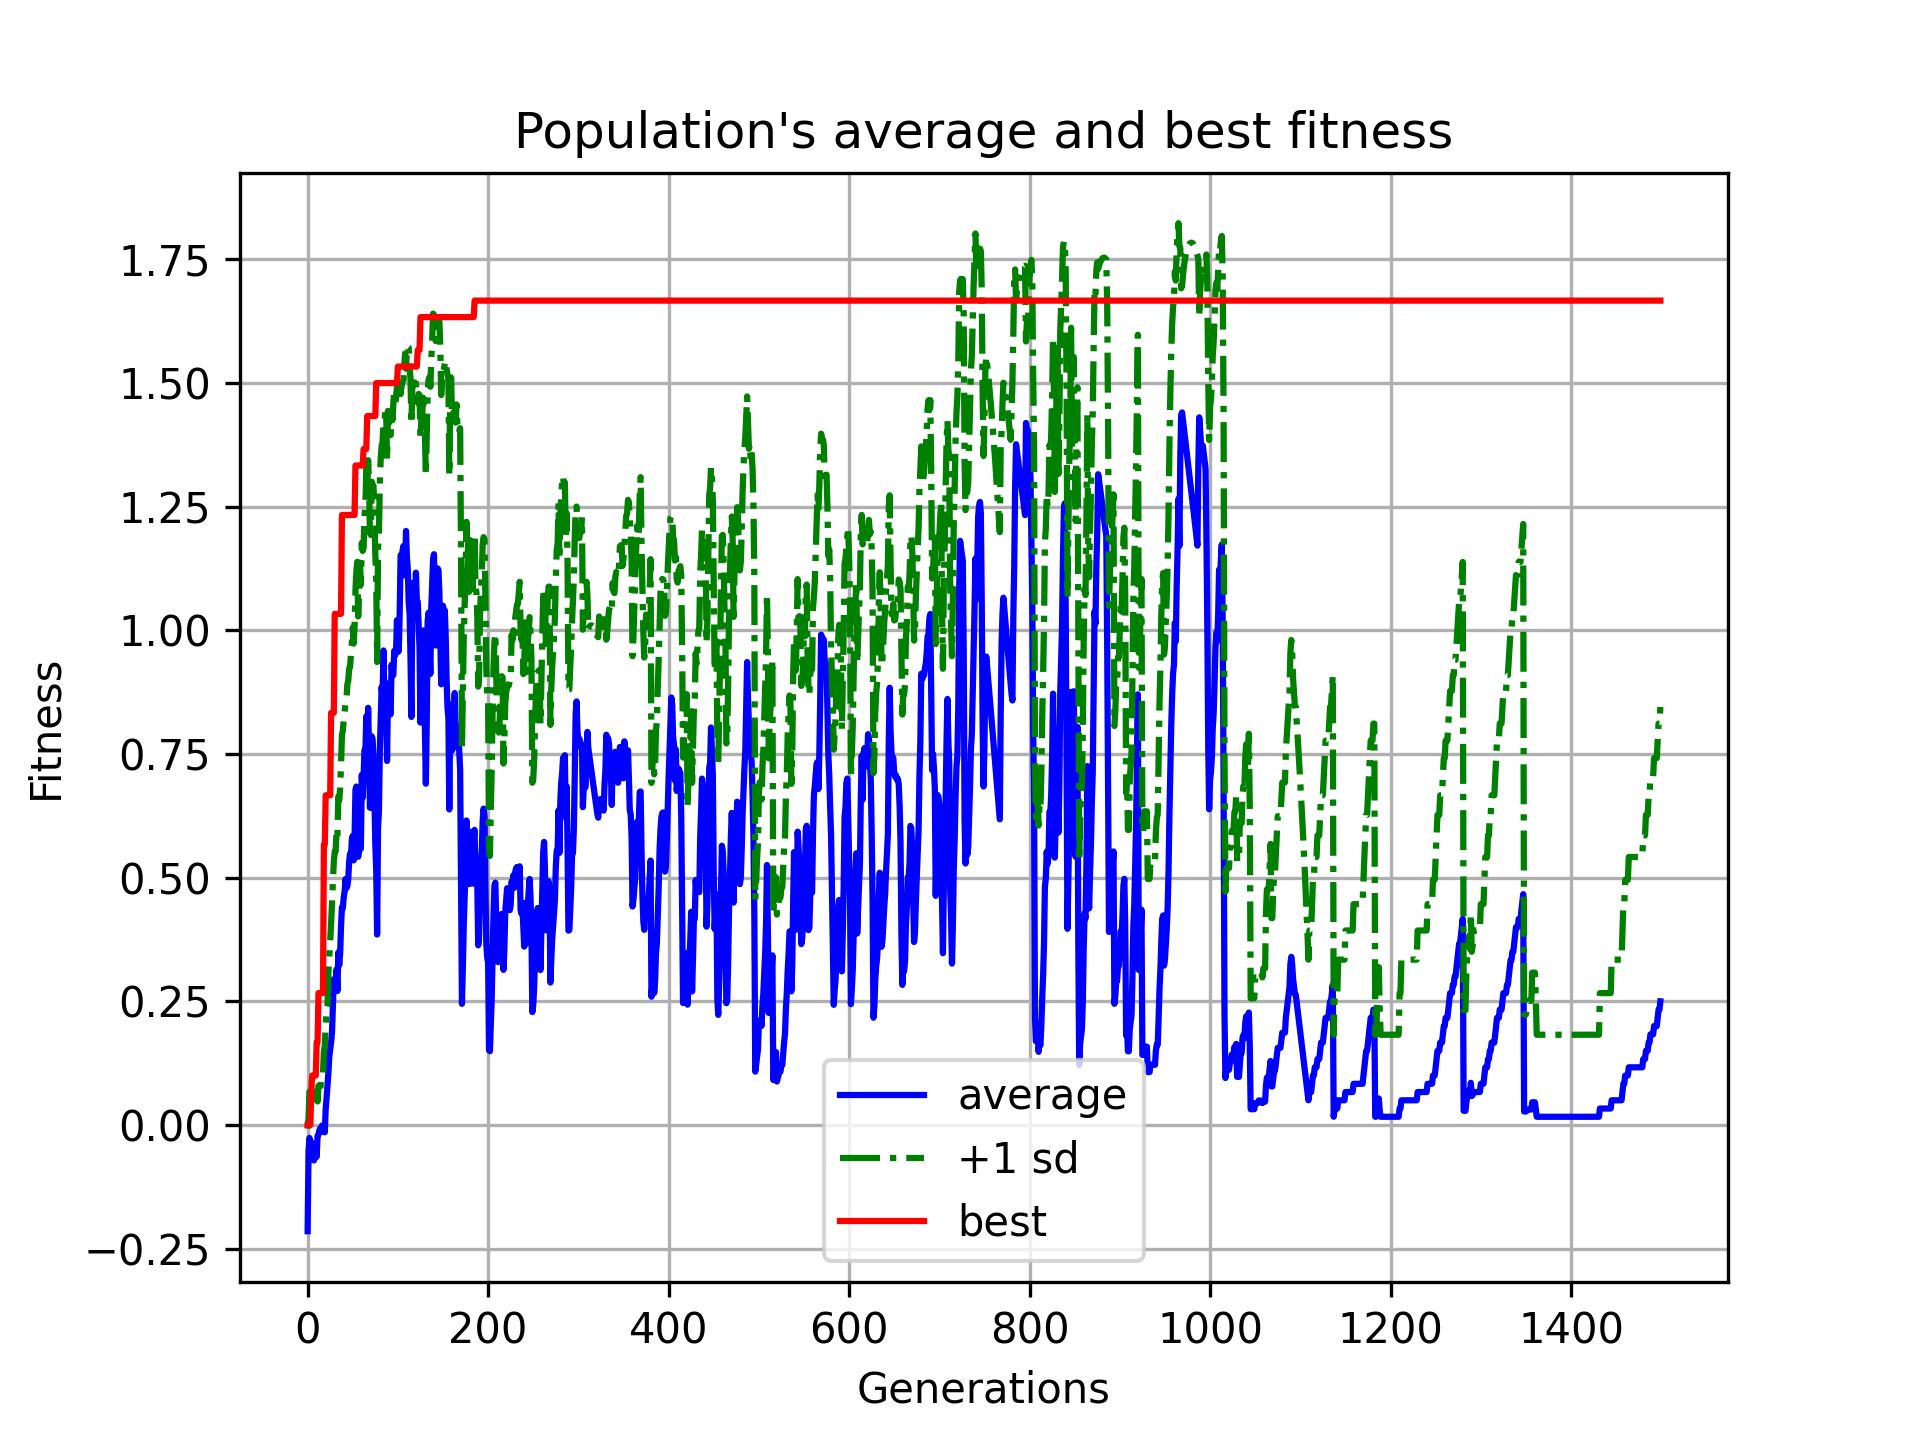 Population's average and best fitness
Fitness
1.75
1.50
1.25
1.00
0.75
0.50
0.25
0.00
−0.25
average
+1 sd
best
0 200 400 600 800 1000 1200 1400
Generations